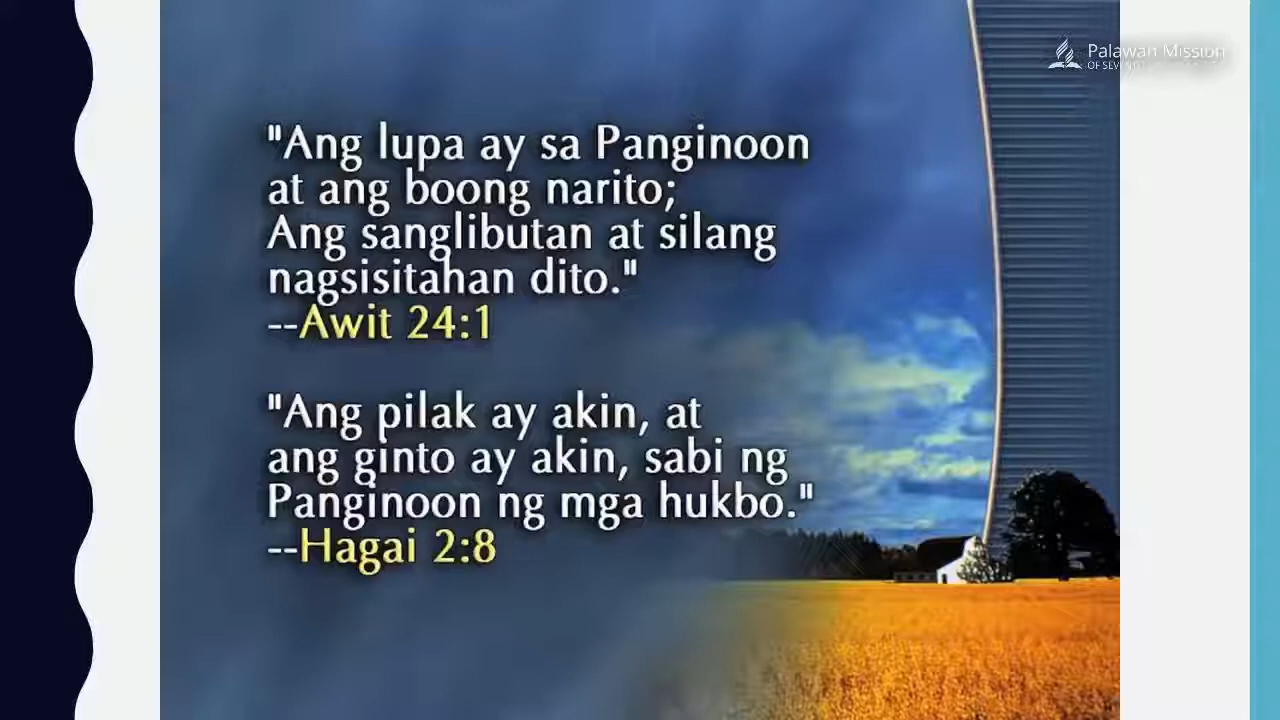 Palawan Mission
"Ang lupa ay sa Panginoon
at ang boong narito;
Ang sanglibutan at silang
nagsisitahan dito."
--Awit 24:1
"Ang pilak ay akin, at
ang ginto ay akin, sabi ng
Panginoon ng mga hukbo."
--Hagai 2:8